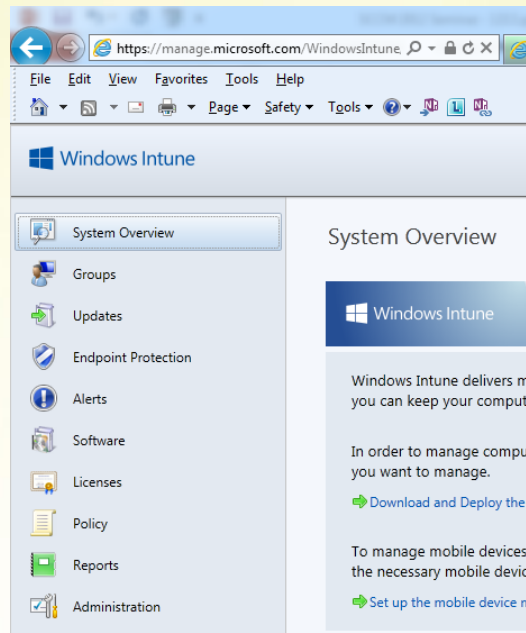 https://manage.microsoft.com/WindowsIntune
File Edit View Favorites Tools Help
Page Safety Tools
Windows Intune
System Overview
Groups
Updates
Endpoint Protection
Alerts
Software
Licenses
Policy
Reports
Administration
System Overview
Windows Intune
Windows Intune delivers m
you can keep your comput
In order to manage compu
you want to manage.
Download and Deploy the
To manage mobile devices
the necessary mobile devic
Set up the mobile device m